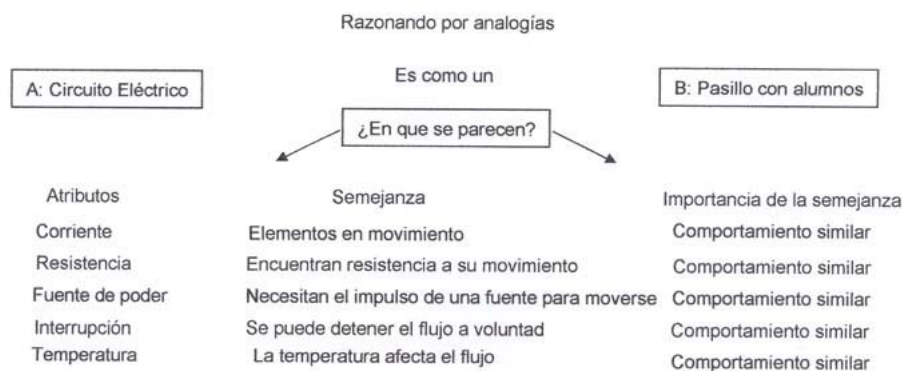 Razonando por analogías
A: Circuito Eléctrico
Es como un
B: Pasillo con alumnos
¿En que se parecen?
Atributos Semejanza Importancia de la semejanza
Corriente Elementos en movimiento Comportamiento similar
Resistencia Encuentran resistencia a su movimiento Comportamiento similar
Fuente de poder Necesitan el impulso de una fuente para moverse Comportamiento similar
Interrupción Se puede detener el flujo a voluntad Comportamiento similar
Temperatura La temperatura afecta el flujo Comportamiento similar